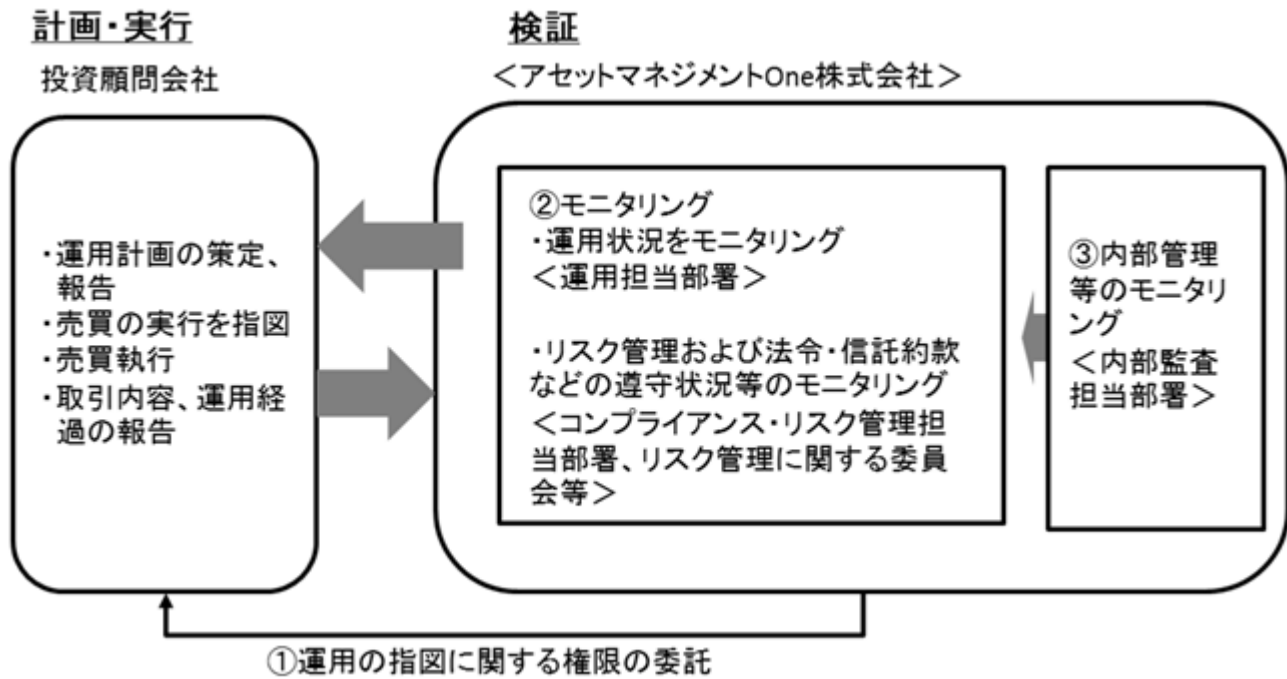 計画・実行
投資顧問会社
・運用計画の策定、
報告
・売買の実行を指図
・売買執行
・取引内容、運用経
過の報告
検証
＜アセットマネジメントOne株式会社＞
②モニタリング
・運用状況をモニタリング
＜運用担当部署＞
・リスク管理および法令・信託約款
などの遵守状況等のモニタリング
＜コンプライアンス・リスク管理担
当部署、リスク管理に関する委員
会等＞
③内部管理
等のモニタリ
ング
＜内部監査
担当部署＞
①運用の指図に関する権限の委託